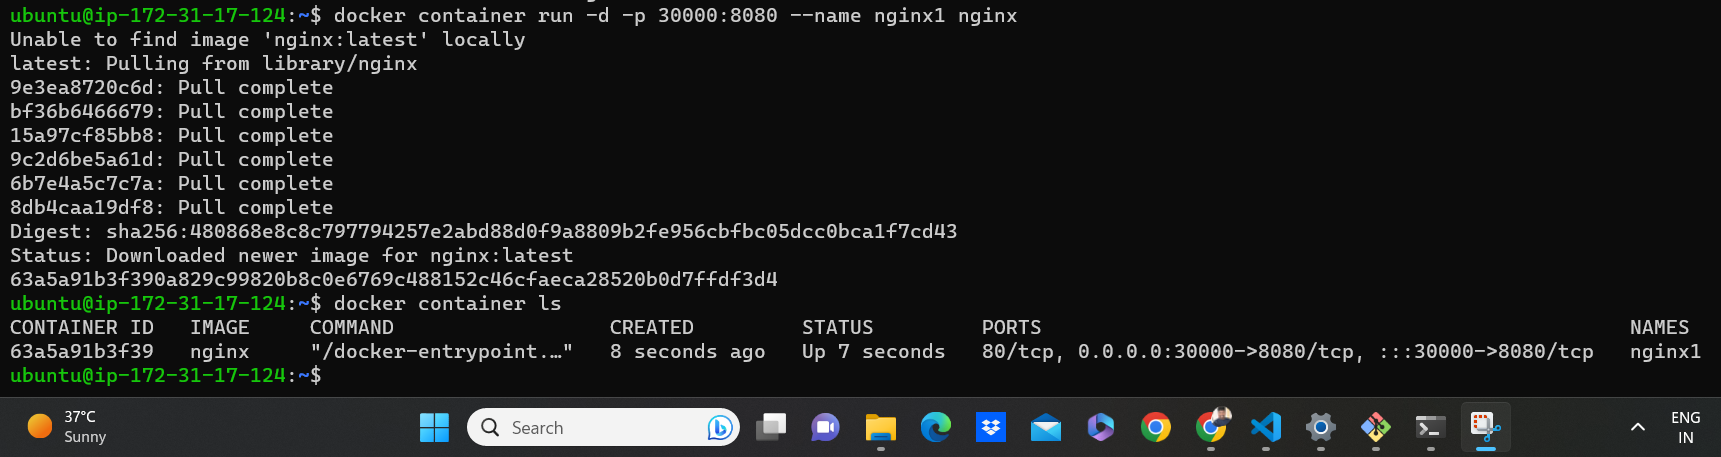 ubuntu@ip-172-31-17-124:~$ docker container run -d -p 30000:8080 --name nginx1 nginx
Unable to find image 'nginx:latest' locally
latest: Pulling from library/nginx
9e3ea8720c6d: Pull complete
bf36b6466679: Pull complete
15a97cf85bb8: Pull complete
9c2d6be5a61d: Pull complete
6b7e4a5c7c7a: Pull complete
8db4caa19df8: Pull complete
Digest: sha256:480868e8c8c797794257e2abd88d0f9a8809b2fe956cbfbc05dcc0bca1f7cd43
Status: Downloaded newer image for nginx:latest
63a5a91b3f390a829c99820b8c0e6769c488152c46cfaeca28520b0d7ffdf3d4
ubuntu@ip-172-31-17-124:~$ docker container ls
CONTAINER ID   IMAGE     COMMAND                  CREATED         STATUS         PORTS                                                 NAMES
63a5a91b3f39   nginx     "/docker-entrypoint.…"   8 seconds ago   Up 7 seconds   80/tcp, 0.0.0.0:30000->8080/tcp, :::30000->8080/tcp   nginx1
ubuntu@ip-172-31-17-124:~$
37°C
Sunny
Search
ENG
IN